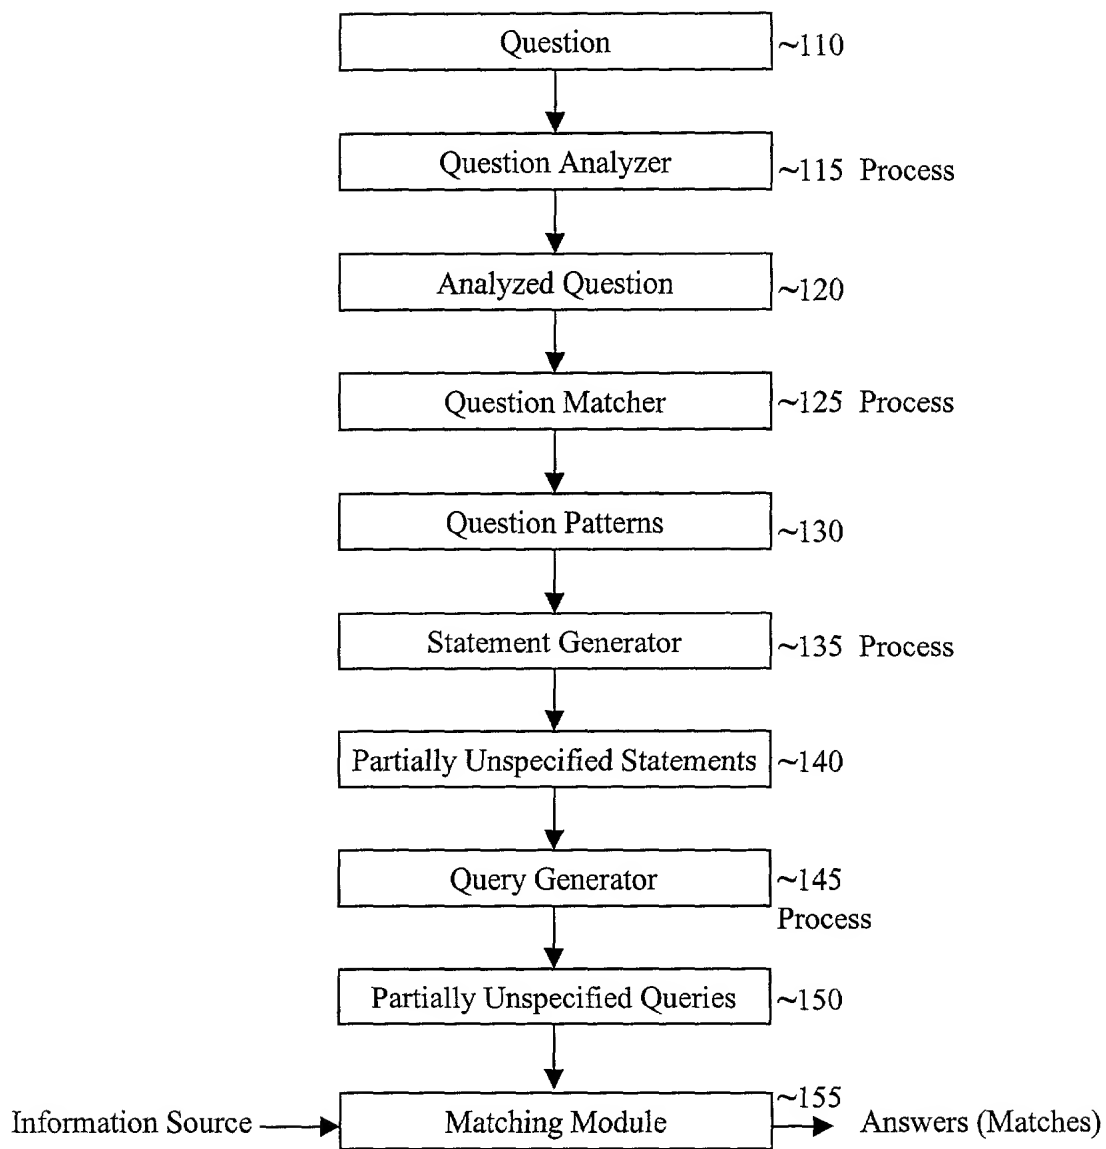 Question ~110
Question Analyzer ~115 Process
Analyzed Question ~120
Question Matcher ~125 Process
Question Patterns ~130
Statement Generator ~135 Process
Partially Unspecified Statements ~140
Query Generator ~145
Process
Partially Unspecified Queries ~150
~155
Information Source Matching Module Answers (Matches)